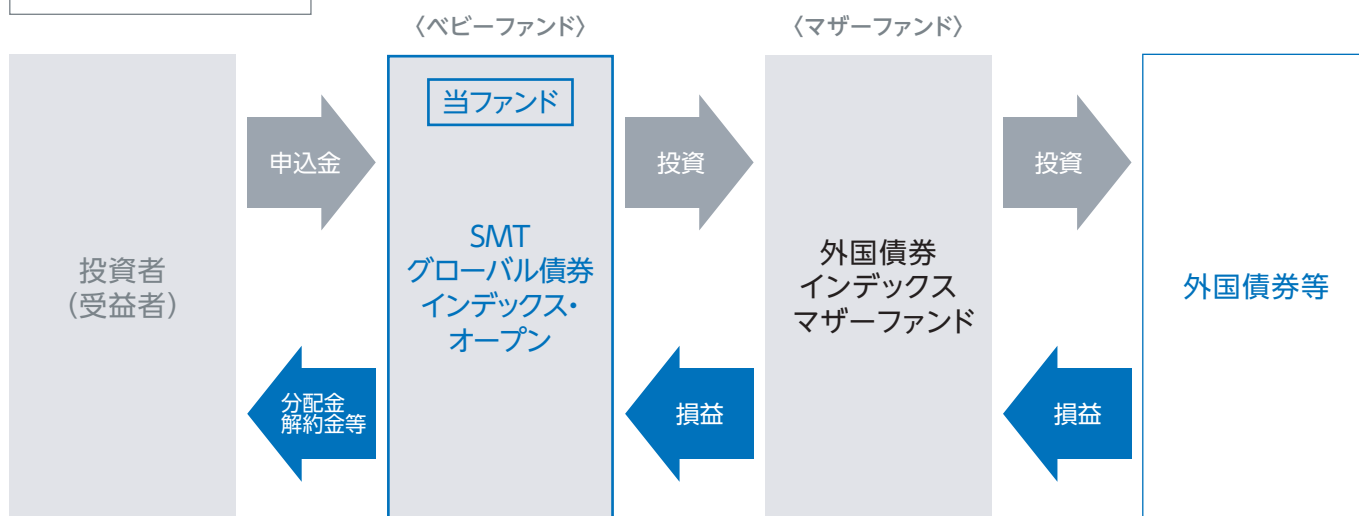 〈ベビーファンド〉
〈マザーファンド〉
投資者
(受益者)
申込金
分配金
解約金等
当ファンド
SMT
グローバル債券
インデックス・
オープン
投資
損益
外国債券
インデックス
マザーファンド
投資
損益
外国債券等